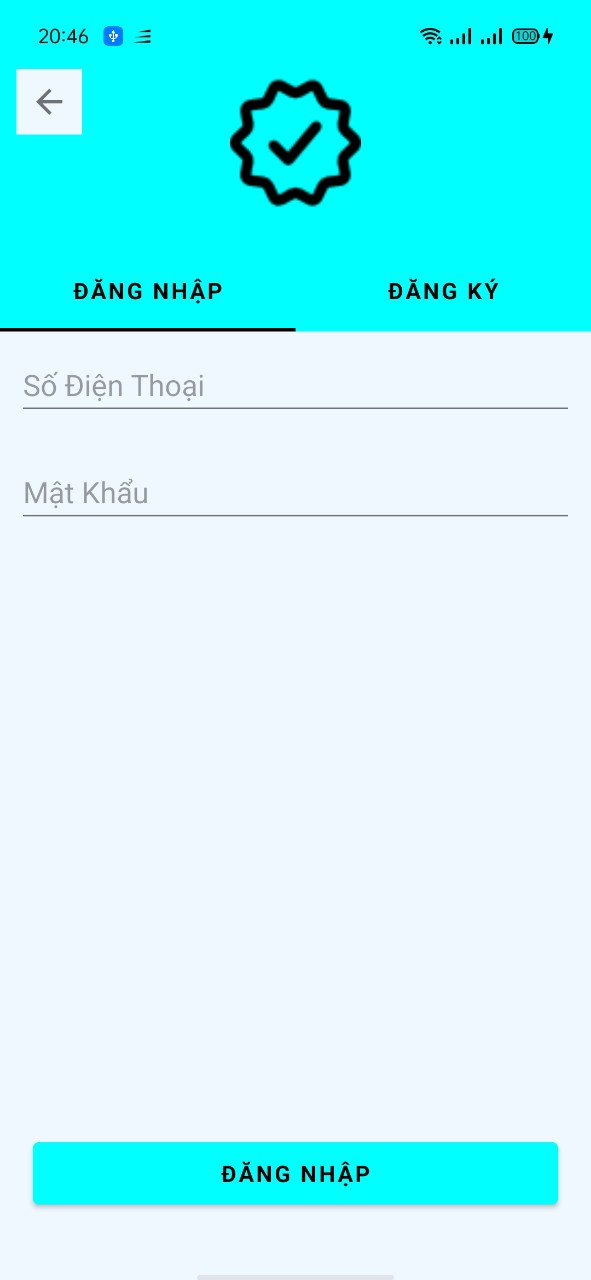 20:46
100
ĐĂNG NHẬP
ĐĂNG KÝ
Số Điện Thoại
Mật Khẩu
ĐĂNG NHẬP